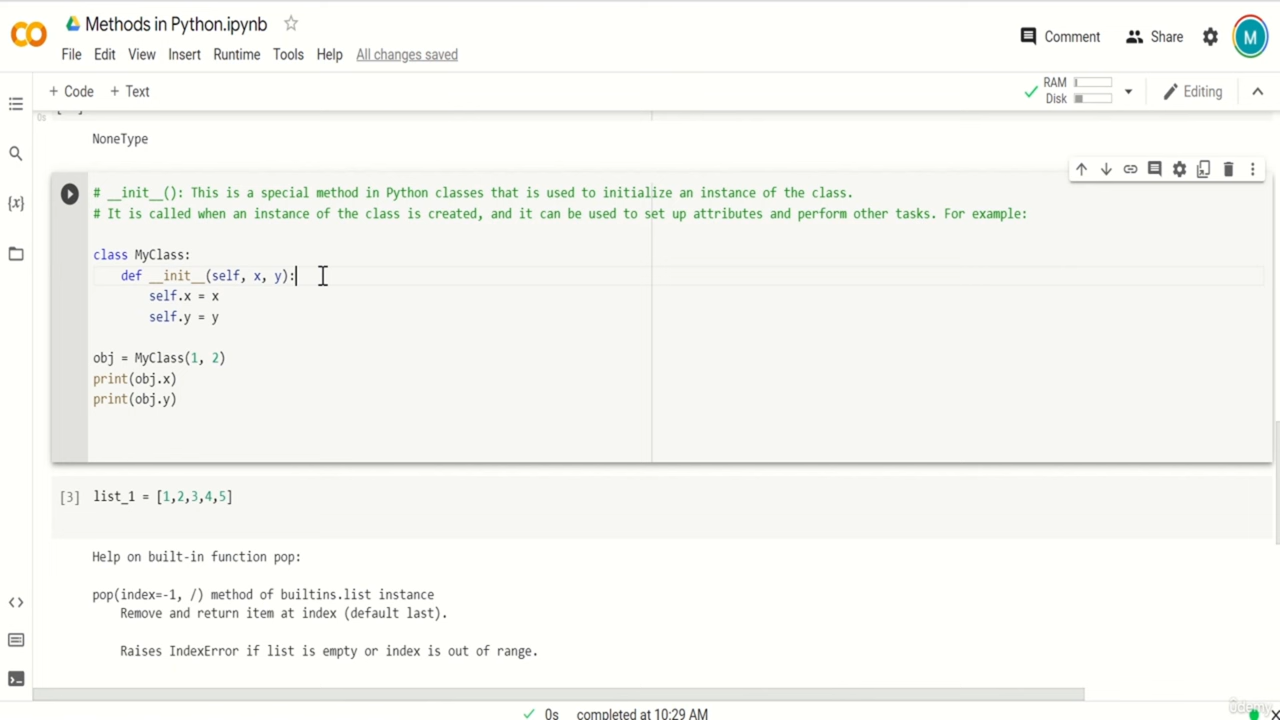 Methods in Python.ipynb
Comment
Share
M
File Edit View Insert Runtime Tools Help All changes saved
+ Code + Text
RAM
Disk
Editing
0s
NoneType
# __init__(): This is a special method in Python classes that is used to initialize an instance of the class.
# It is called when an instance of the class is created, and it can be used to set up attributes and perform other tasks. For example:
class MyClass:
def __init__(self, x, y):
self.x = x
self.y = y
obj = MyClass(1, 2)
print(obj.x)
print(obj.y)
[3] list_1 = [1,2,3,4,5]
Help on built-in function pop:
pop(index=-1, /) method of builtins.list instance
Remove and return item at index (default last).
Raises IndexError if list is empty or index is out of range.
0s completed at 10:29 AM
ûdemy